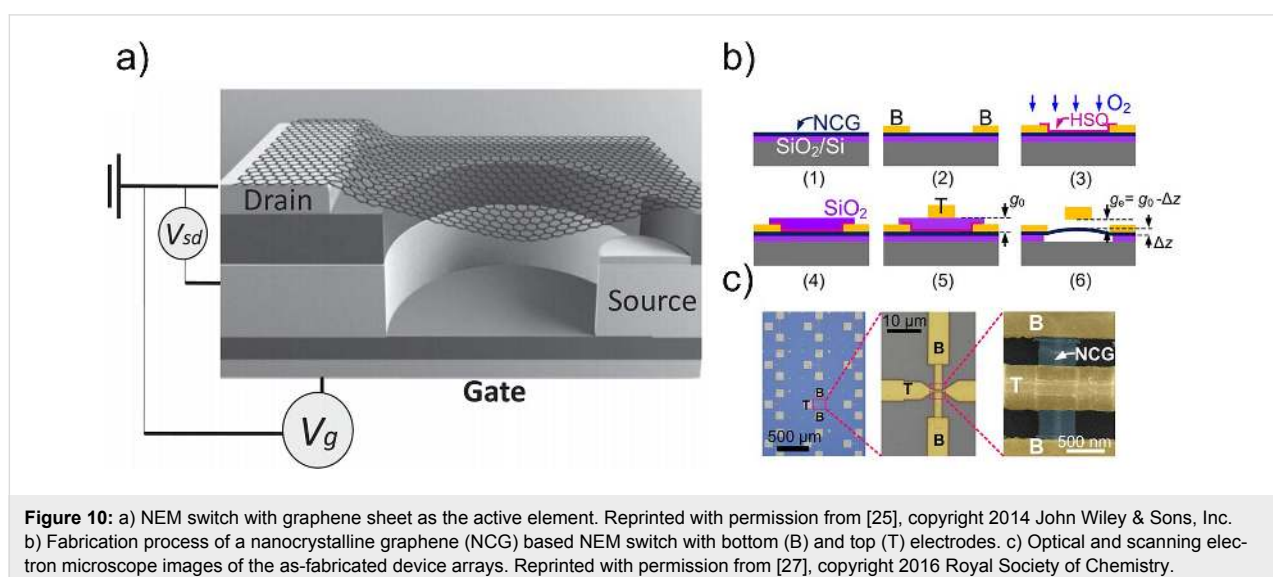 a)
Drain
Vsd
Source
Gate
Vg
b)
NCG
SiO2/Si
(1)
B B
(2)
O2
HSQ
(3)
SiO2
(4)
T
g0
(5)
ge= g0 -Δz
Δz
(6)
c)
B
T
B
500 µm
10 µm
B
T
B
B
NCG
T
B
500 nm
Figure 10: a) NEM switch with graphene sheet as the active element. Reprinted with permission from [25], copyright 2014 John Wiley & Sons, Inc.
b) Fabrication process of a nanocrystalline graphene (NCG) based NEM switch with bottom (B) and top (T) electrodes. c) Optical and scanning elec-
tron microscope images of the as-fabricated device arrays. Reprinted with permission from [27], copyright 2016 Royal Society of Chemistry.